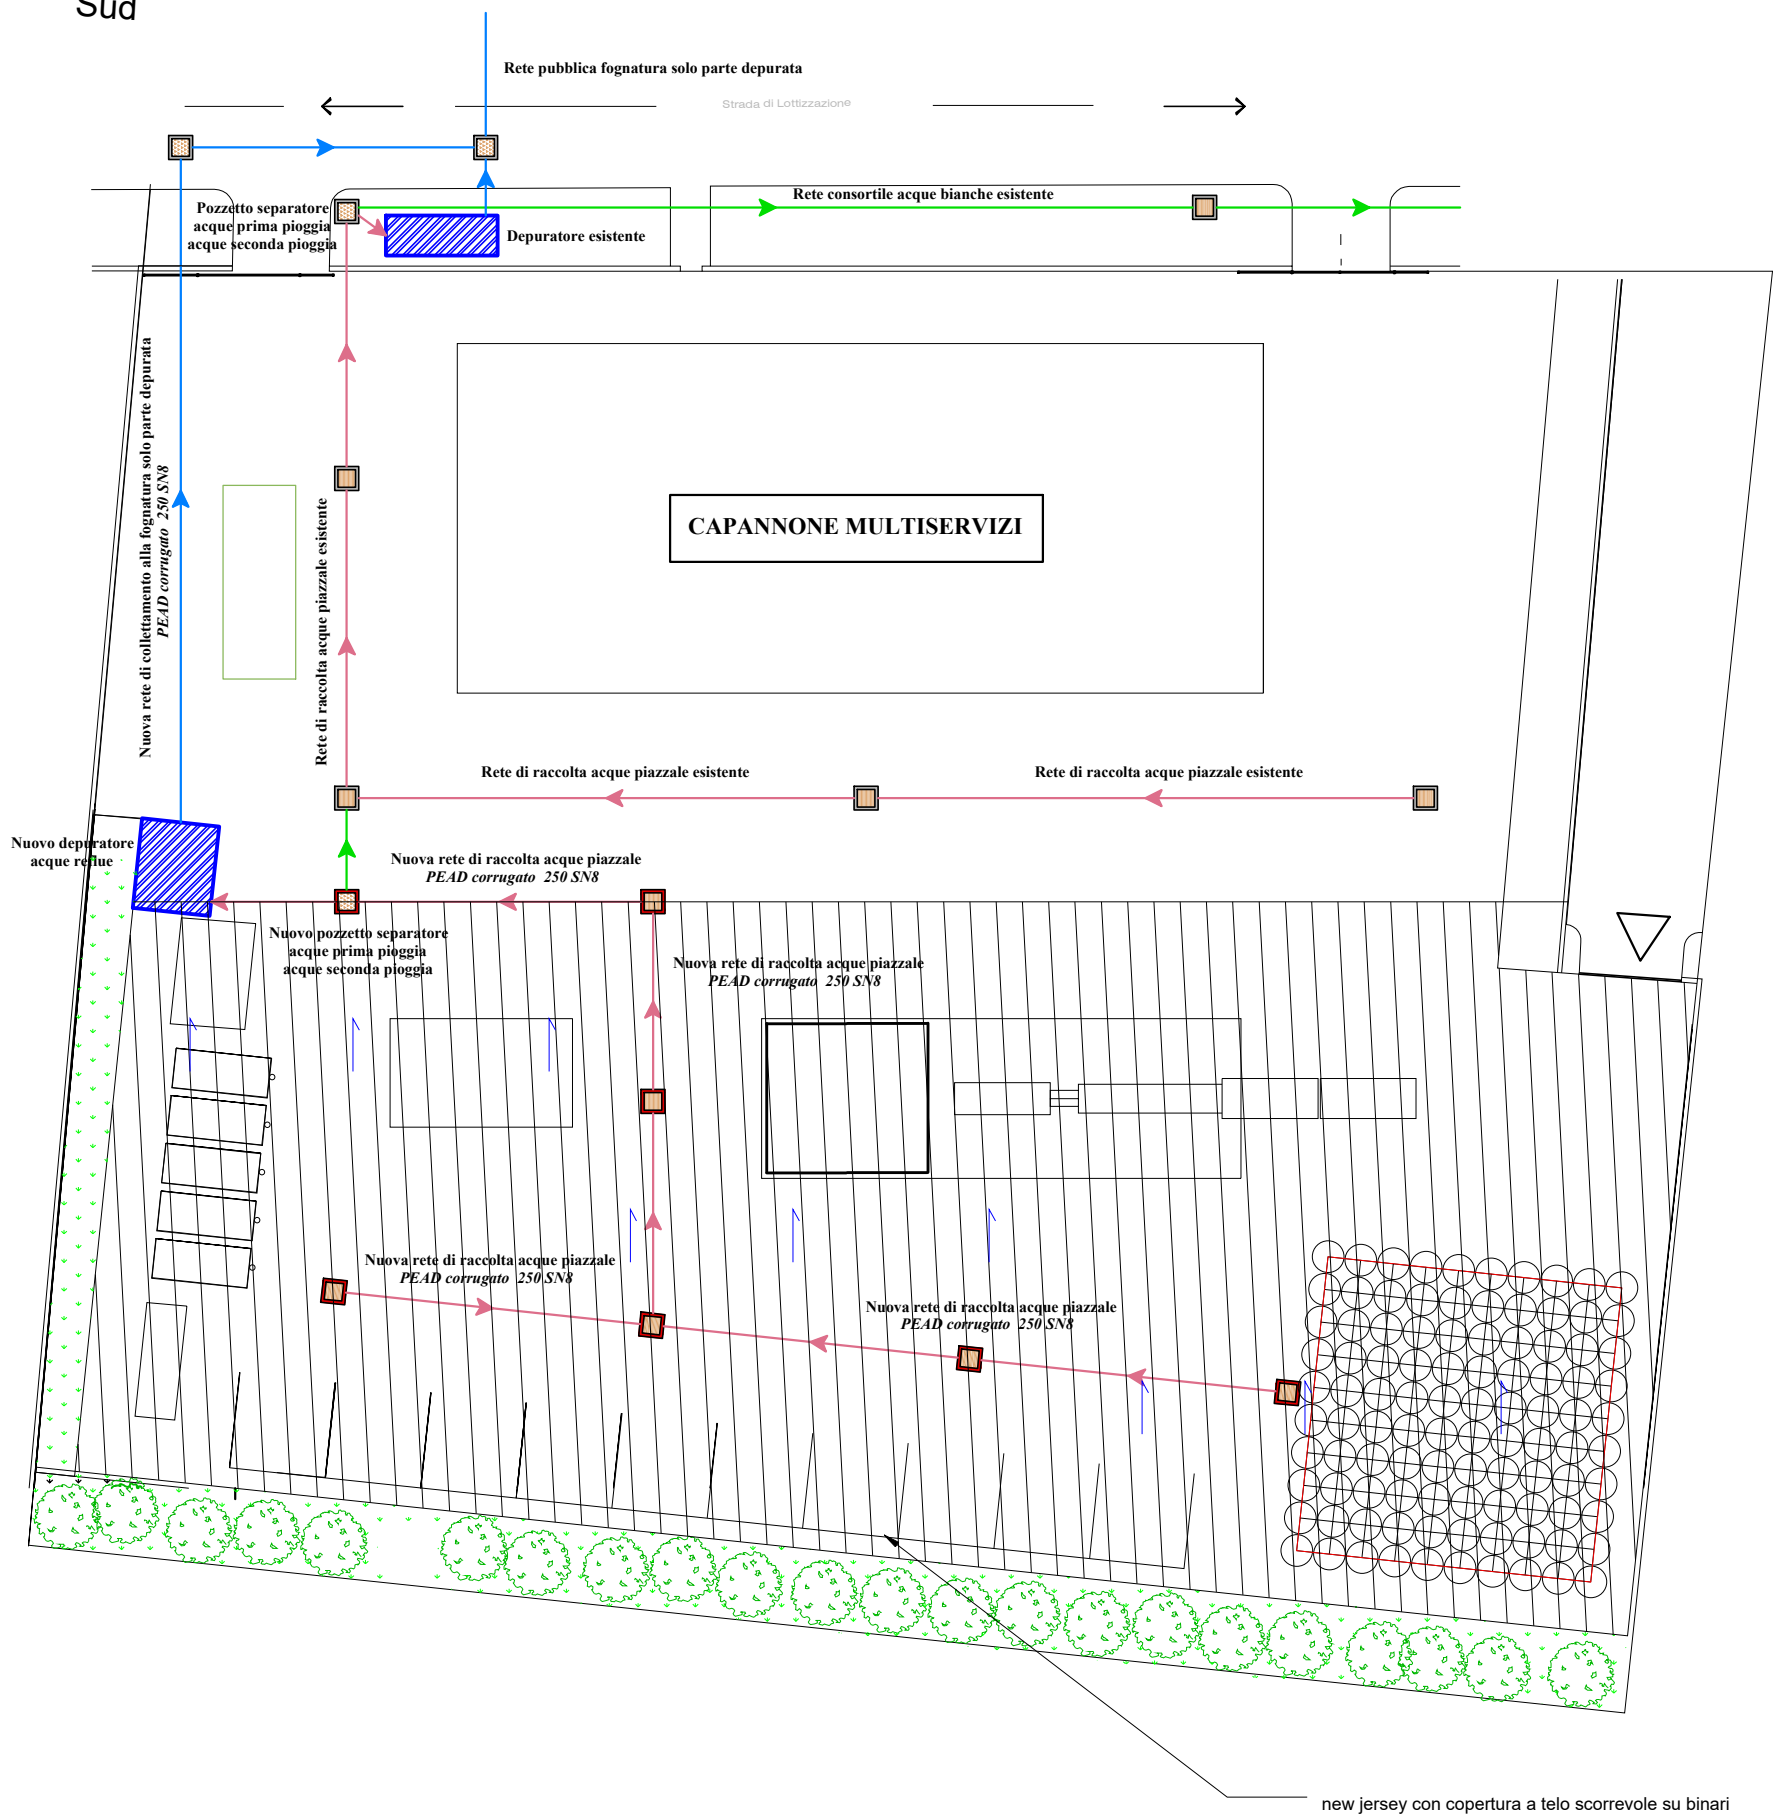 Sud
Rete pubblica fognatura solo parte depurata
Strada di Lottizzazione
Rete consortile acque bianche esistente
Pozzetto separatore
acque prima pioggia
acque seconda pioggia
Depuratore esistente
Nuova rete di collettamento alla fognatura solo parte depurata
PEAD corrugato 250 SN8
Rete di raccolta acque piazzale esistente
CAPANNONE MULTISERVIZI
Rete di raccolta acque piazzale esistente
Rete di raccolta acque piazzale esistente
Nuovo depuratore
acque reflue
Nuova rete di raccolta acque piazzale
PEAD corrugato 250 SN8
Nuovo pozzetto separatore
acque prima pioggia
acque seconda pioggia
Nuova rete di raccolta acque piazzale
PEAD corrugato 250 SN8
Nuova rete di raccolta acque piazzale
PEAD corrugato 250 SN8
Nuova rete di raccolta acque piazzale
PEAD corrugato 250 SN8
new jersey con copertura a telo scorrevole su binari